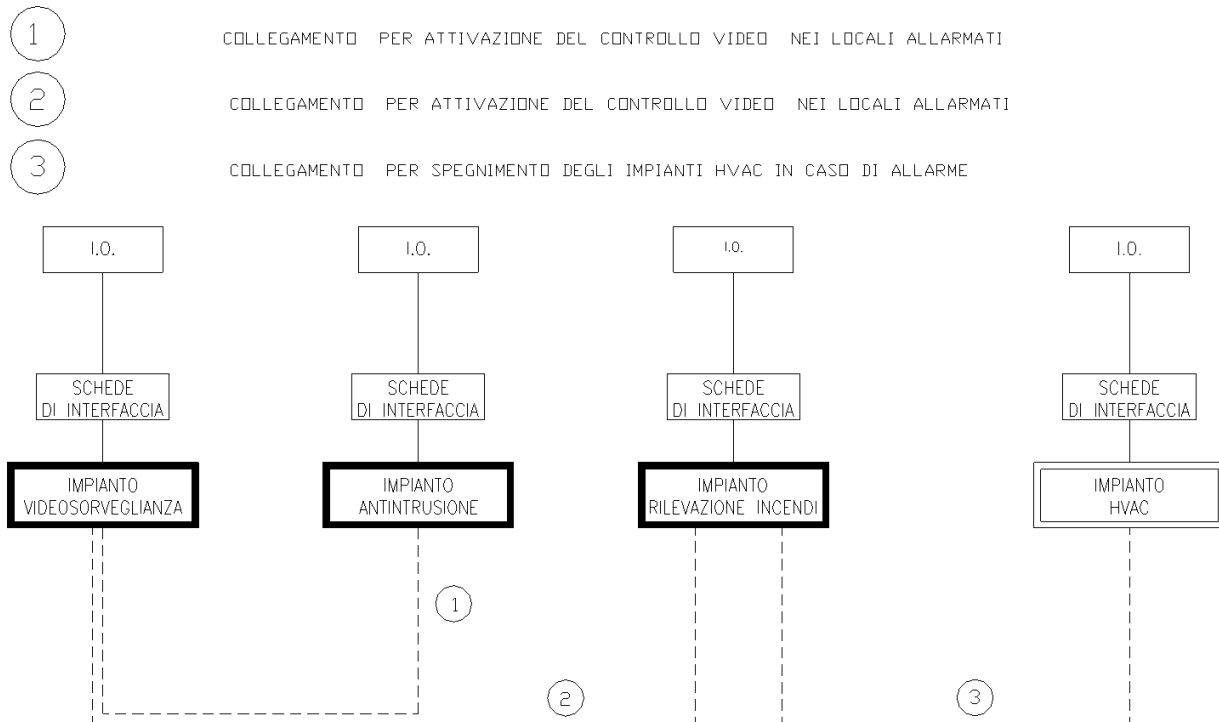 1
COLLEGAMENTO PER ATTIVAZIONE DEL CONTROLLO VIDEO NEI LOCALI ALLARMATI
2
COLLEGAMENTO PER ATTIVAZIONE DEL CONTROLLO VIDEO NEI LOCALI ALLARMATI
3
COLLEGAMENTO PER SPEGNIMENTO DEGLI IMPIANTI HVAC IN CASO DI ALLARME
I.O.
I.O.
I.O.
I.O.
SCHEDE
DI INTERFACCIA
SCHEDE
DI INTERFACCIA
SCHEDE
DI INTERFACCIA
SCHEDE
DI INTERFACCIA
IMPIANTO
VIDEOSORVEGLIANZA
IMPIANTO
ANTINTRUSIONE
IMPIANTO
RILEVAZIONE INCENDI
IMPIANTO
HVAC
1
2
3